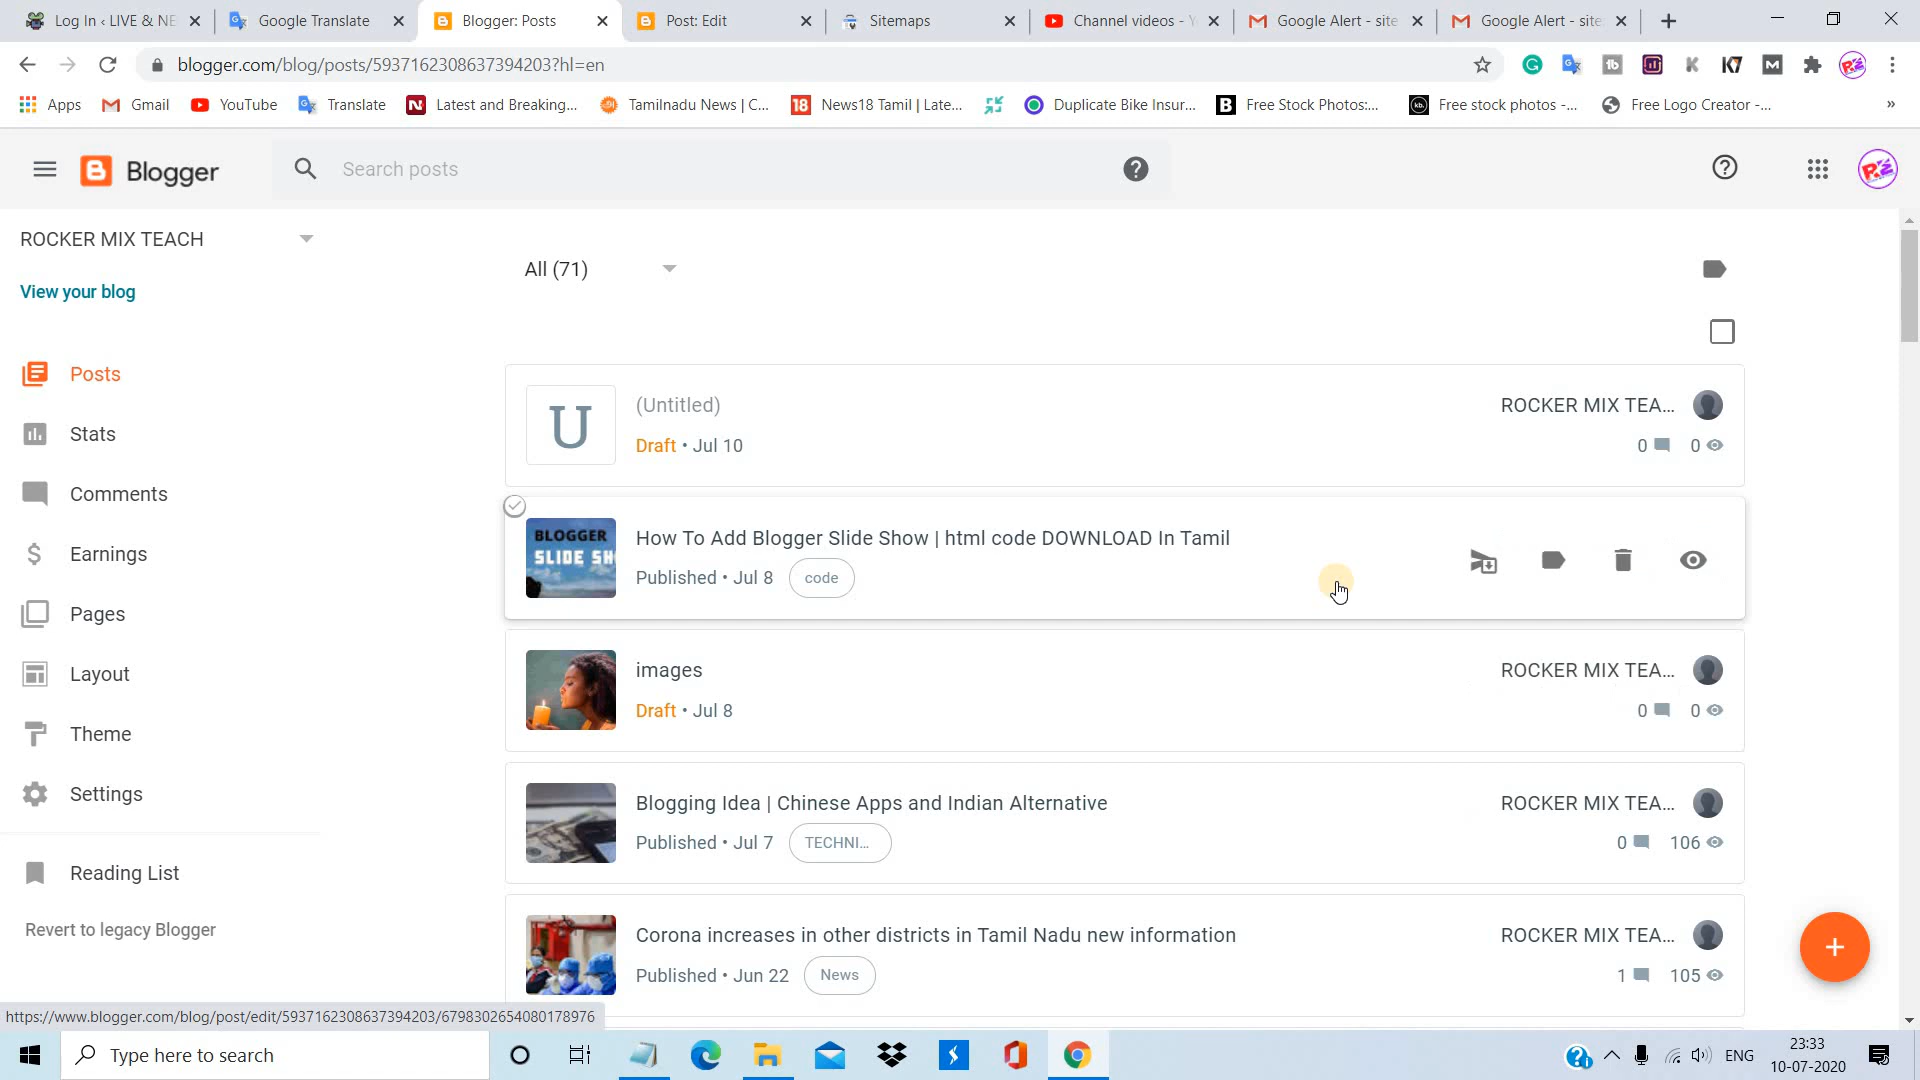 Log In ‹ LIVE & NE
Google Translate
Blogger: Posts
Post: Edit
Sitemaps
Channel videos - Y
Google Alert - site
Google Alert - site
blogger.com/blog/posts/5937162308637394203?hl=en
Apps
Gmail
YouTube
Translate
Latest and Breaking...
Tamilnadu News | C...
News18 Tamil | Late...
Duplicate Bike Insur...
Free Stock Photos:...
Free stock photos -...
Free Logo Creator -...
Blogger
Search posts
ROCKER MIX TEACH
View your blog
Posts
Stats
Comments
Earnings
Pages
Layout
Theme
Settings
Reading List
Revert to legacy Blogger
All (71)
U
(Untitled)
Draft • Jul 10
ROCKER MIX TEA...
0 0
BLOGGER
SLIDE SH
How To Add Blogger Slide Show | html code DOWNLOAD In Tamil
Published • Jul 8 code
images
Draft • Jul 8
ROCKER MIX TEA...
0 0
Blogging Idea | Chinese Apps and Indian Alternative
Published • Jul 7 TECHNI...
ROCKER MIX TEA...
0 106
Corona increases in other districts in Tamil Nadu new information
Published • Jun 22 News
ROCKER MIX TEA...
1 105
https://www.blogger.com/blog/post/edit/5937162308637394203/6798302654080178976
Type here to search
ENG
23:33
10-07-2020